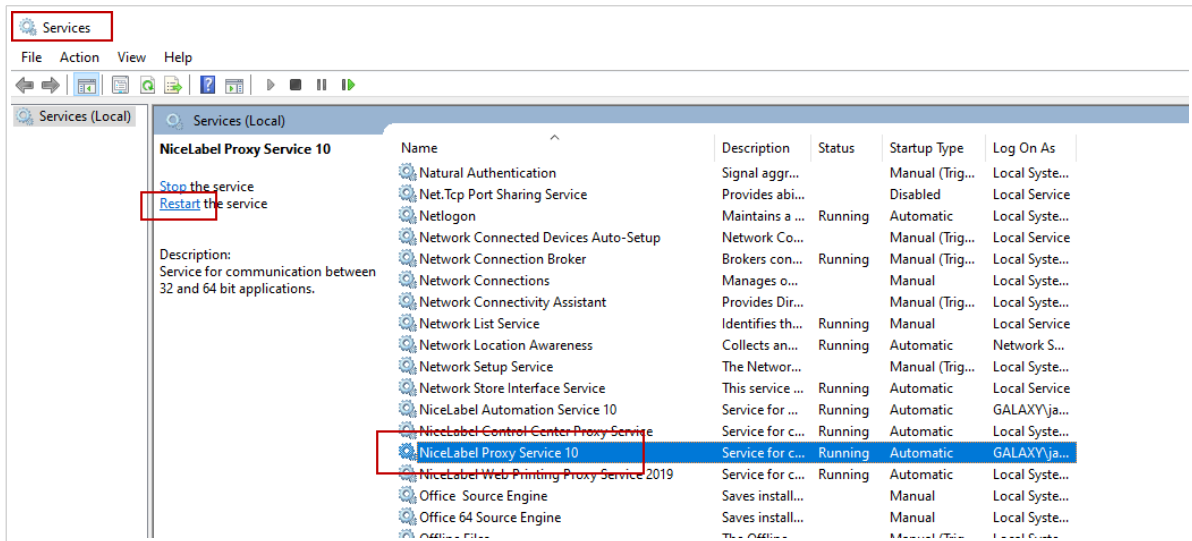 Services
File Action View Help
Services (Local)
Services (Local)
NiceLabel Proxy Service 10
Stop the service
Restart the service
Description:
Service for communication between
32 and 64 bit applications.
Name Description Status Startup Type Log On As
Natural Authentication Signal aggr... Manual (Trig... Local Syste...
Net.Tcp Port Sharing Service Provides abi... Disabled Local Service
Netlogon Maintains a ... Running Automatic Local Syste...
Network Connected Devices Auto-Setup Network Co... Manual (Trig... Local Service
Network Connection Broker Brokers con... Running Manual (Trig... Local Syste...
Network Connections Manages o... Manual Local Syste...
Network Connectivity Assistant Provides Dir... Manual (Trig... Local Syste...
Network List Service Identifies th... Running Manual Local Service
Network Location Awareness Collects an... Running Automatic Network S...
Network Setup Service The Networ... Manual (Trig... Local Syste...
Network Store Interface Service This service ... Running Automatic Local Service
NiceLabel Automation Service 10 Service for ... Running Automatic GALAXY\ja...
NiceLabel Control Center Proxy Service Service for c... Running Automatic Local Syste...
NiceLabel Proxy Service 10 Service for c... Running Automatic GALAXY\ja...
NiceLabel Web Printing Proxy Service 2019 Service for c... Running Automatic Local Syste...
Office Source Engine Saves install... Manual Local Syste...
Office 64 Source Engine Saves install... Manual Local Syste...
Offline Files The Offline... Manual (Trig... Local Syste...